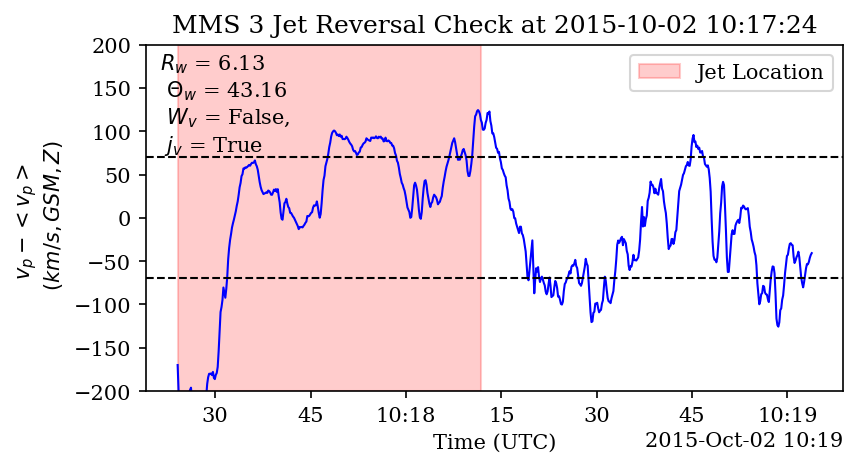 MMS 3 Jet Reversal Check at 2015-10-02 10:17:24
200
150
100
50
0
−50
−100
−150
−200
v_p − <v_p>
(km/s, GSM, Z)
R_w = 6.13
Θ_w = 43.16
W_v = False,
j_v = True
Jet Location
30
45
10:18
15
30
45
10:19
Time (UTC)
2015-Oct-02 10:19